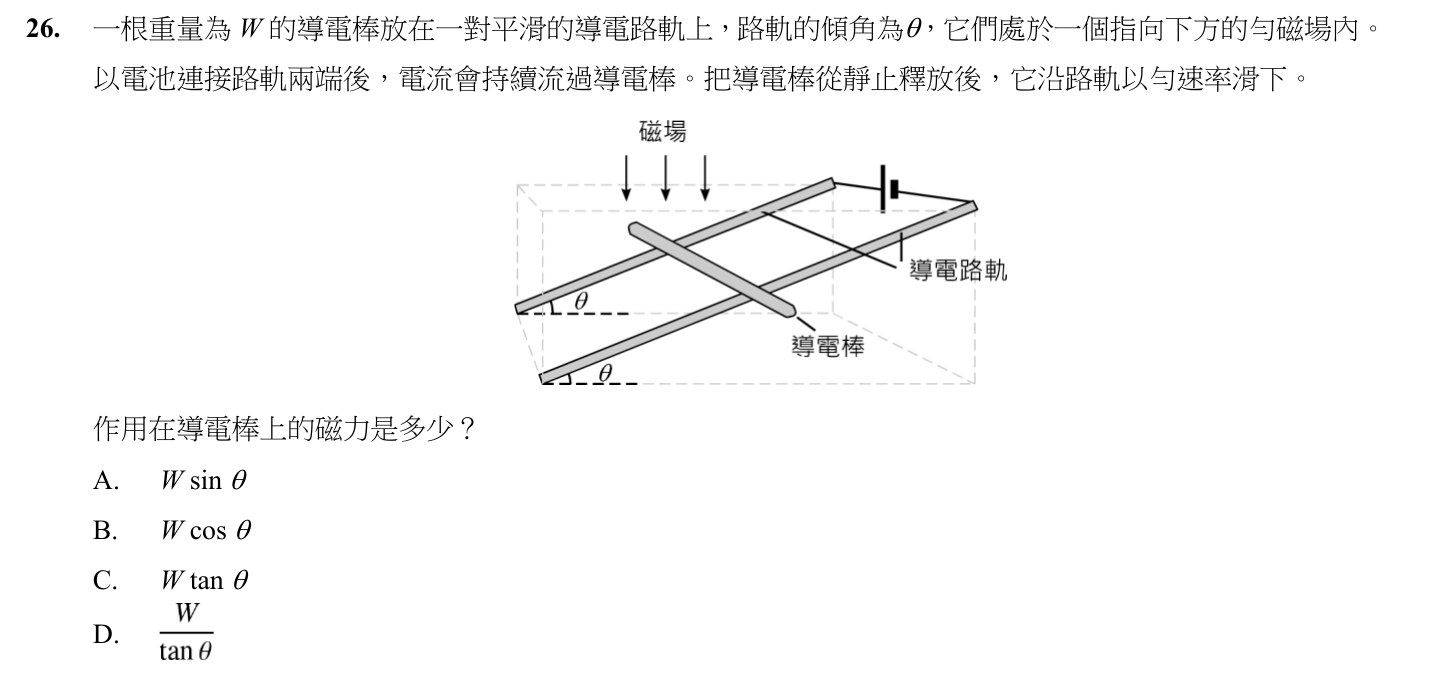 26. 一根重量為 W 的導電棒放在一對平滑的導電路軌上，路軌的傾角為θ，它們處於一個指向下方的勻磁場內。
以電池連接路軌兩端後，電流會持續流過導電棒。把導電棒從靜止釋放後，它沿路軌以勻速率滑下。
磁場
導電路軌
θ
導電棒
θ
作用在導電棒上的磁力是多少？
A. W sin θ
B. W cos θ
C. W tan θ
D. W
tan θ